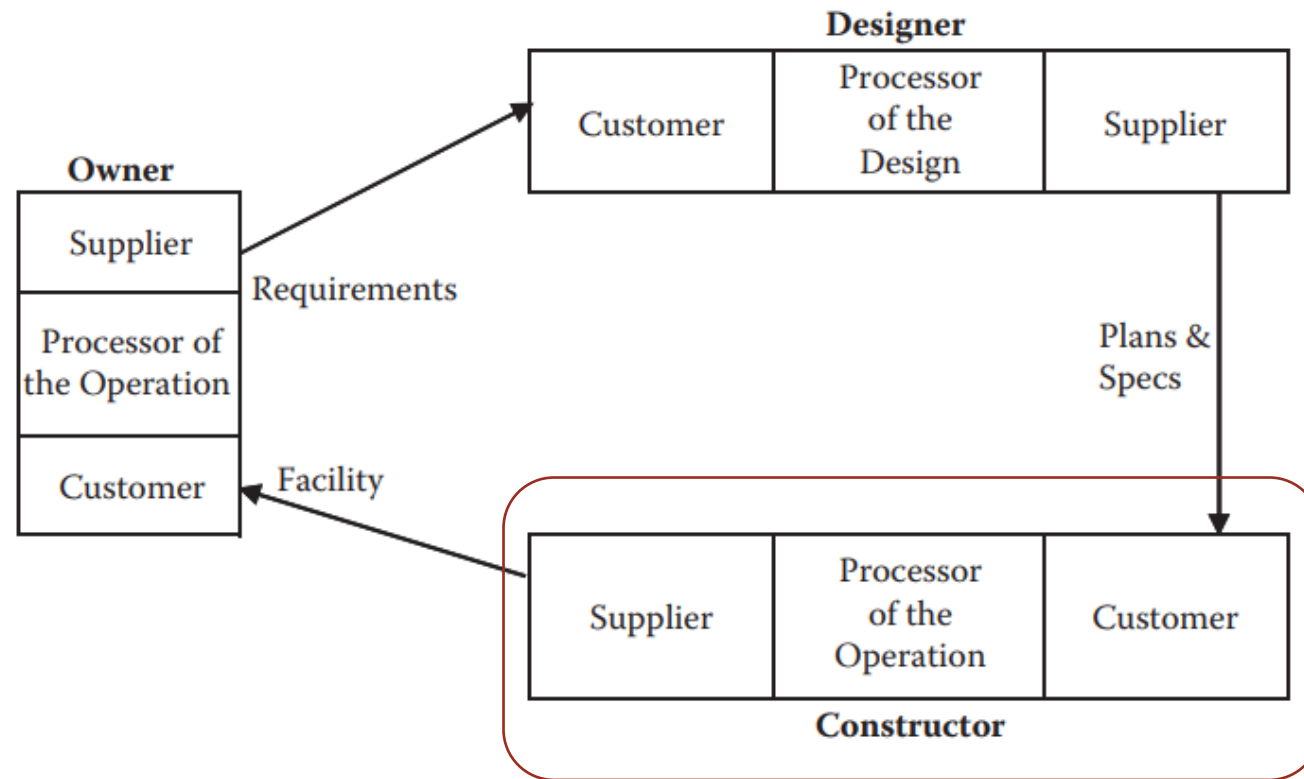 Designer
Customer
Processor
of the
Design
Supplier
Owner
Supplier
Requirements
Processor of
the Operation
Customer
Plans &
Specs
Facility
Supplier
Processor
of the
Operation
Customer
Constructor